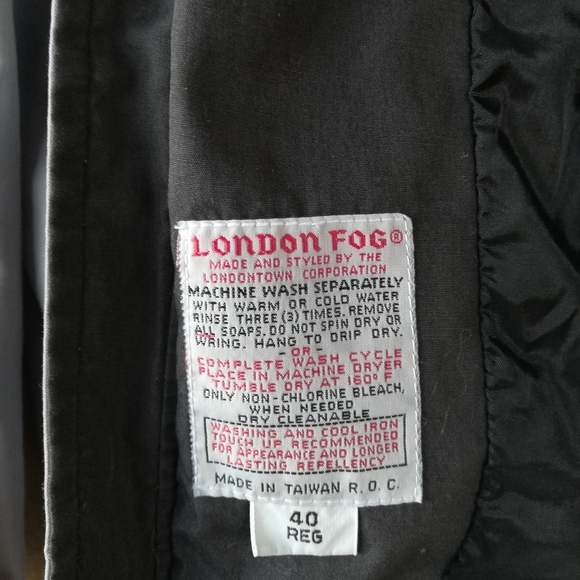 LONDON FOG®
MADE AND STYLED BY THE
LONDONTOWN CORPORATION
MACHINE WASH SEPARATELY
WITH WARM OR COLD WATER
RINSE THREE (3) TIMES. REMOVE
ALL SOAPS. DO NOT SPIN DRY OR
WRING. HANG TO DRIP DRY.
- OR -
COMPLETE WASH CYCLE
PLACE IN MACHINE DRYER
TUMBLE DRY AT 160° F
ONLY NON-CHLORINE BLEACH,
WHEN NEEDED
DRY CLEANABLE
WASHING AND COOL IRON
TOUCH UP RECOMMENDED
FOR APPEARANCE AND LONGER
LASTING REPELLENCY
MADE IN TAIWAN R. O. C.
40
REG